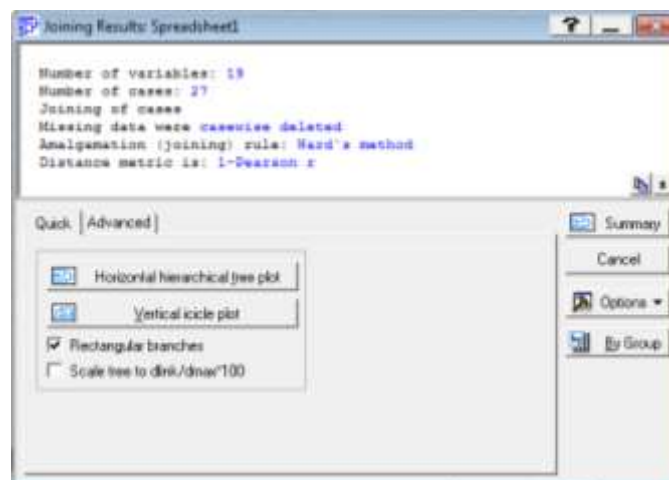 Joining Results: Spreadsheet1
?
Number of variables: 19
Number of cases: 27
Joining of cases
Missing data were casewise deleted
Amalgamation (joining) rule: Ward's method
Distance metric is: 1-Pearson r
Quick Advanced
Summary
Cancel
Horizontal hierarchical tree plot
Options
Vertical icicle plot
By Group
Rectangular branches
Scale tree to dlink/dmax*100